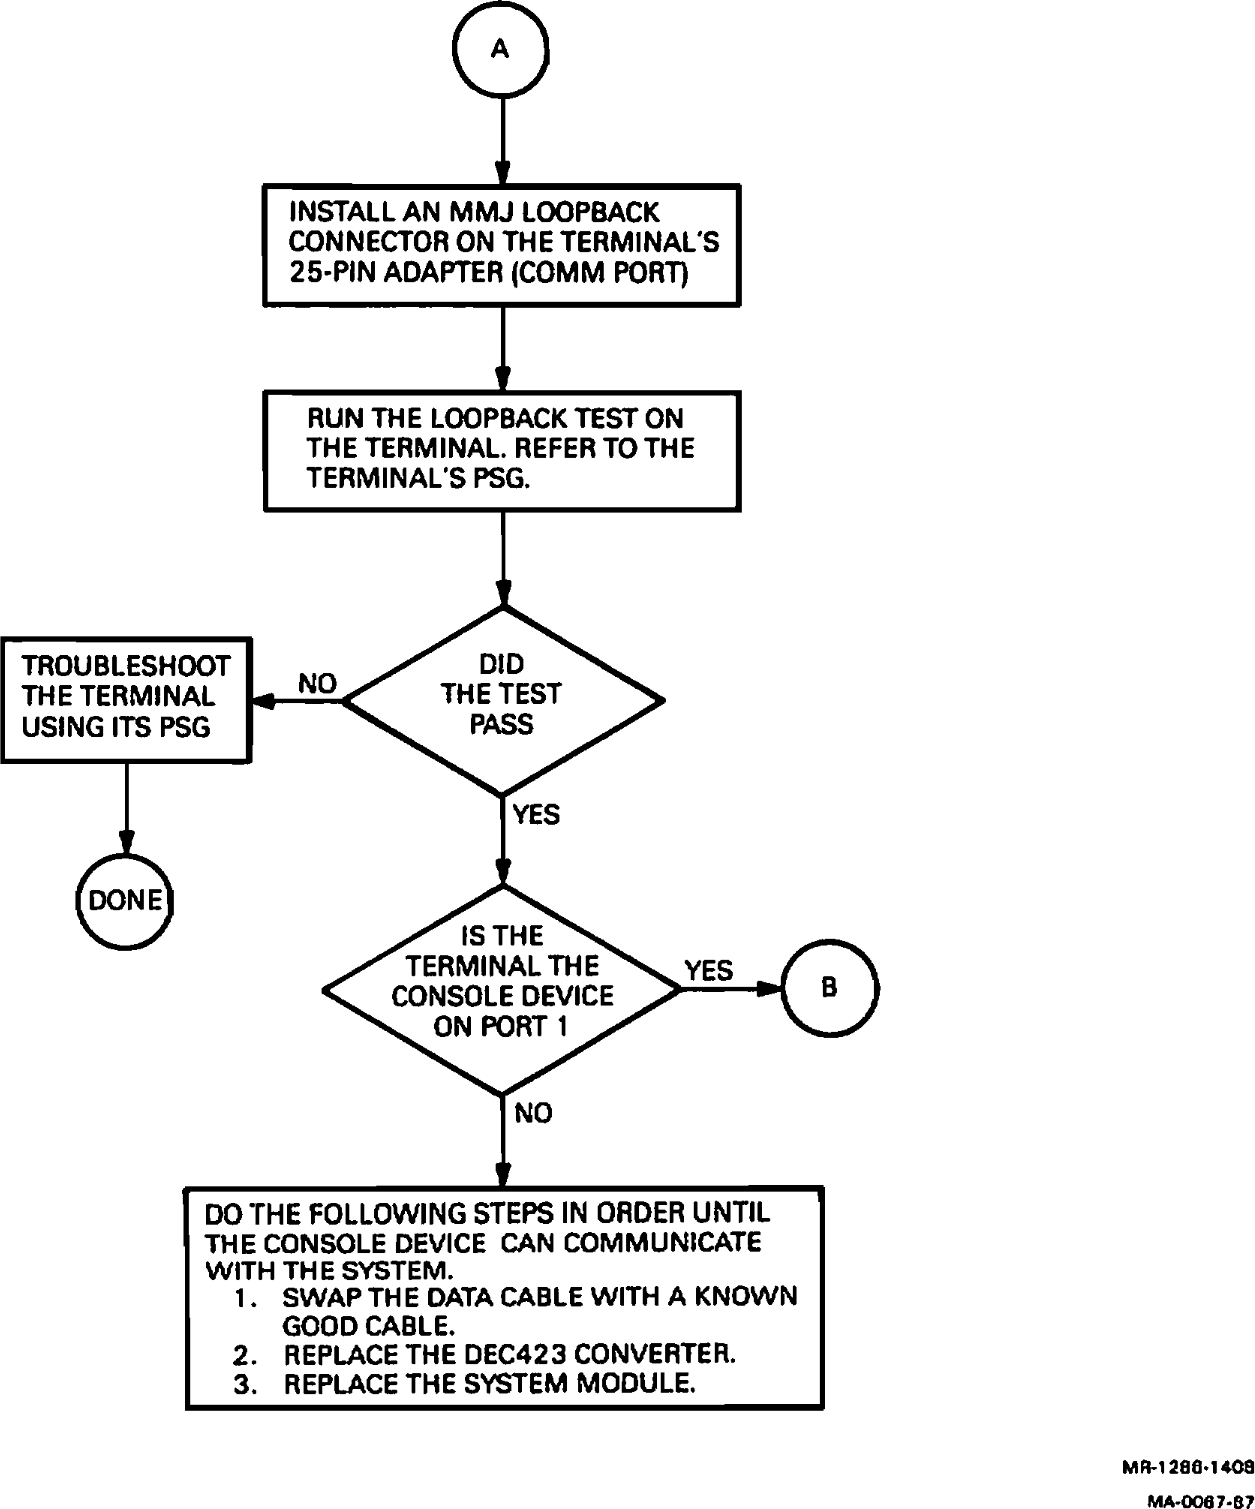 A
INSTALL AN MMJ LOOPBACK
CONNECTOR ON THE TERMINAL'S
25-PIN ADAPTER (COMM PORT)
RUN THE LOOPBACK TEST ON
THE TERMINAL. REFER TO THE
TERMINAL'S PSG.
DID
THE TEST
PASS
NO
TROUBLESHOOT
THE TERMINAL
USING ITS PSG
DONE
YES
IS THE
TERMINAL THE
CONSOLE DEVICE
ON PORT 1
YES
B
NO
DO THE FOLLOWING STEPS IN ORDER UNTIL
THE CONSOLE DEVICE CAN COMMUNICATE
WITH THE SYSTEM.
1. SWAP THE DATA CABLE WITH A KNOWN
GOOD CABLE.
2. REPLACE THE DEC423 CONVERTER.
3. REPLACE THE SYSTEM MODULE.
MR-1286-1408
MA-0067-87